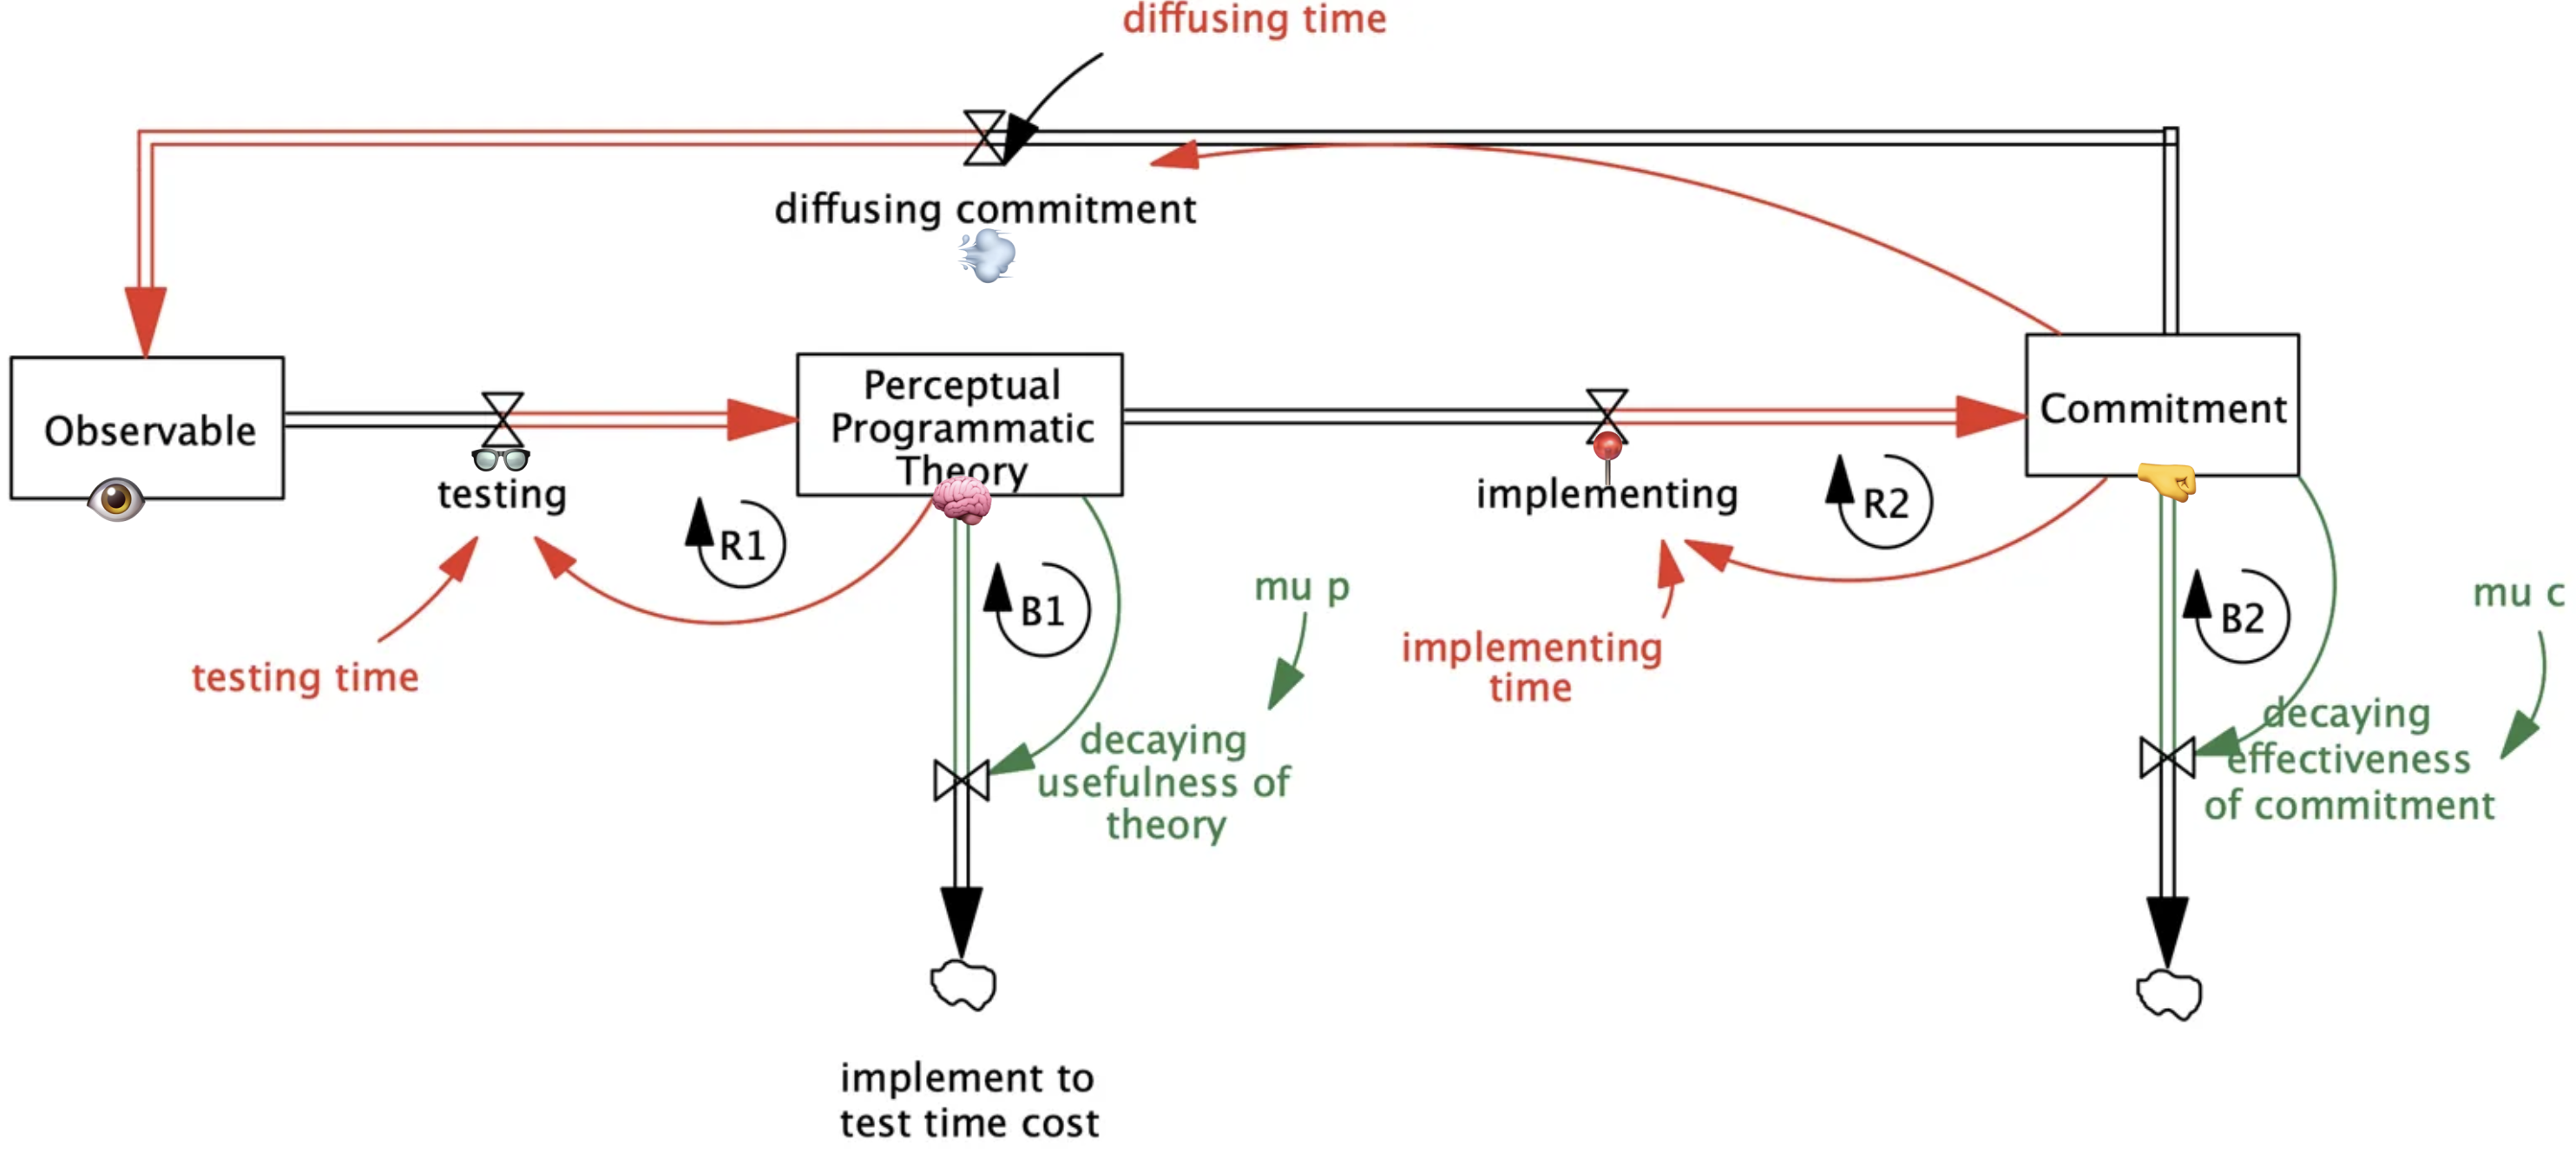 diffusing time
diffusing commitment
Observable
testing
Perceptual
Programmatic
Theory
implementing
Commitment
R1
R2
B1
B2
testing time
mu p
implementing
time
mu c
decaying
usefulness of
theory
decaying
effectiveness
of commitment
implement to
test time cost